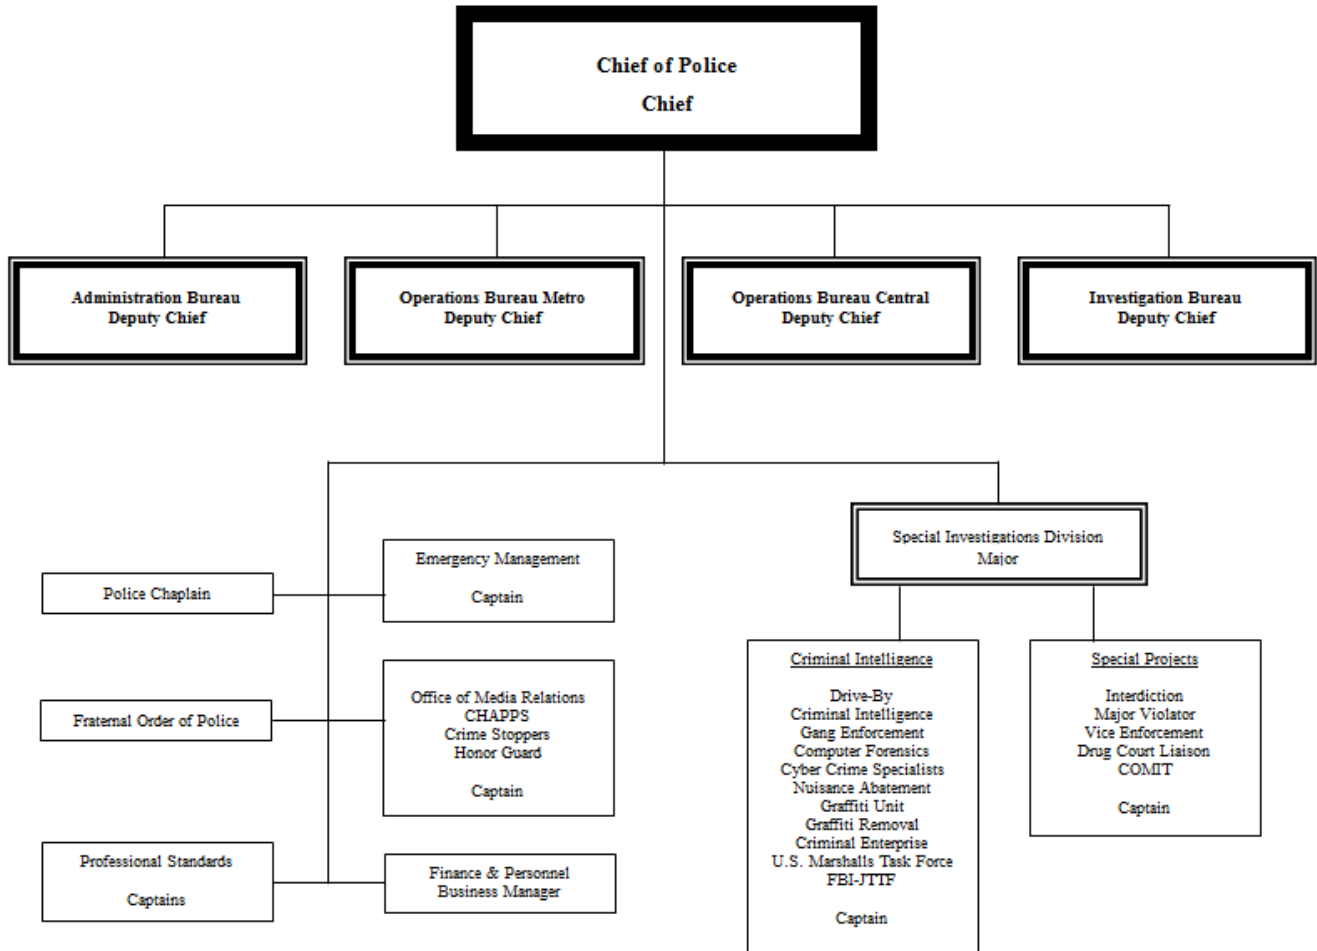 Chief of Police
Chief
Administration Bureau
Deputy Chief
Operations Bureau Metro
Deputy Chief
Operations Bureau Central
Deputy Chief
Investigation Bureau
Deputy Chief
Special Investigations Division
Major
Emergency Management
Captain
Police Chaplain
Office of Media Relations
CHAPPS
Crime Stoppers
Honor Guard
Captain
Fraternal Order of Police
Professional Standards
Captains
Finance & Personnel
Business Manager
Criminal Intelligence
Drive-By
Criminal Intelligence
Gang Enforcement
Computer Forensics
Cyber Crime Specialists
Nuisance Abatement
Graffiti Unit
Graffiti Removal
Criminal Enterprise
U.S. Marshalls Task Force
FBI-JTTF
Captain
Special Projects
Interdiction
Major Violator
Vice Enforcement
Drug Court Liaison
COMIT
Captain